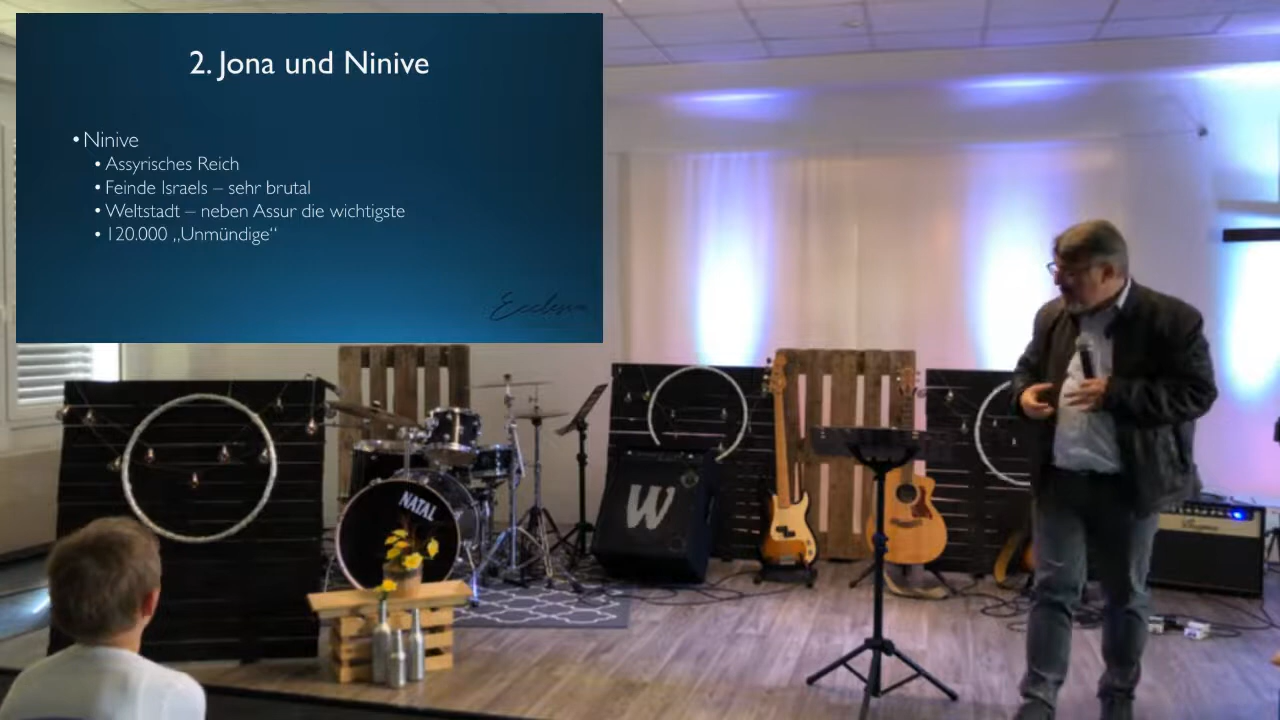 2. Jona und Ninive
• Ninive
• Assyrisches Reich
• Feinde Israels – sehr brutal
• Weltstadt – neben Assur die wichtigste
• 120.000 „Unmündige“
Ecclesia
NATAL
W